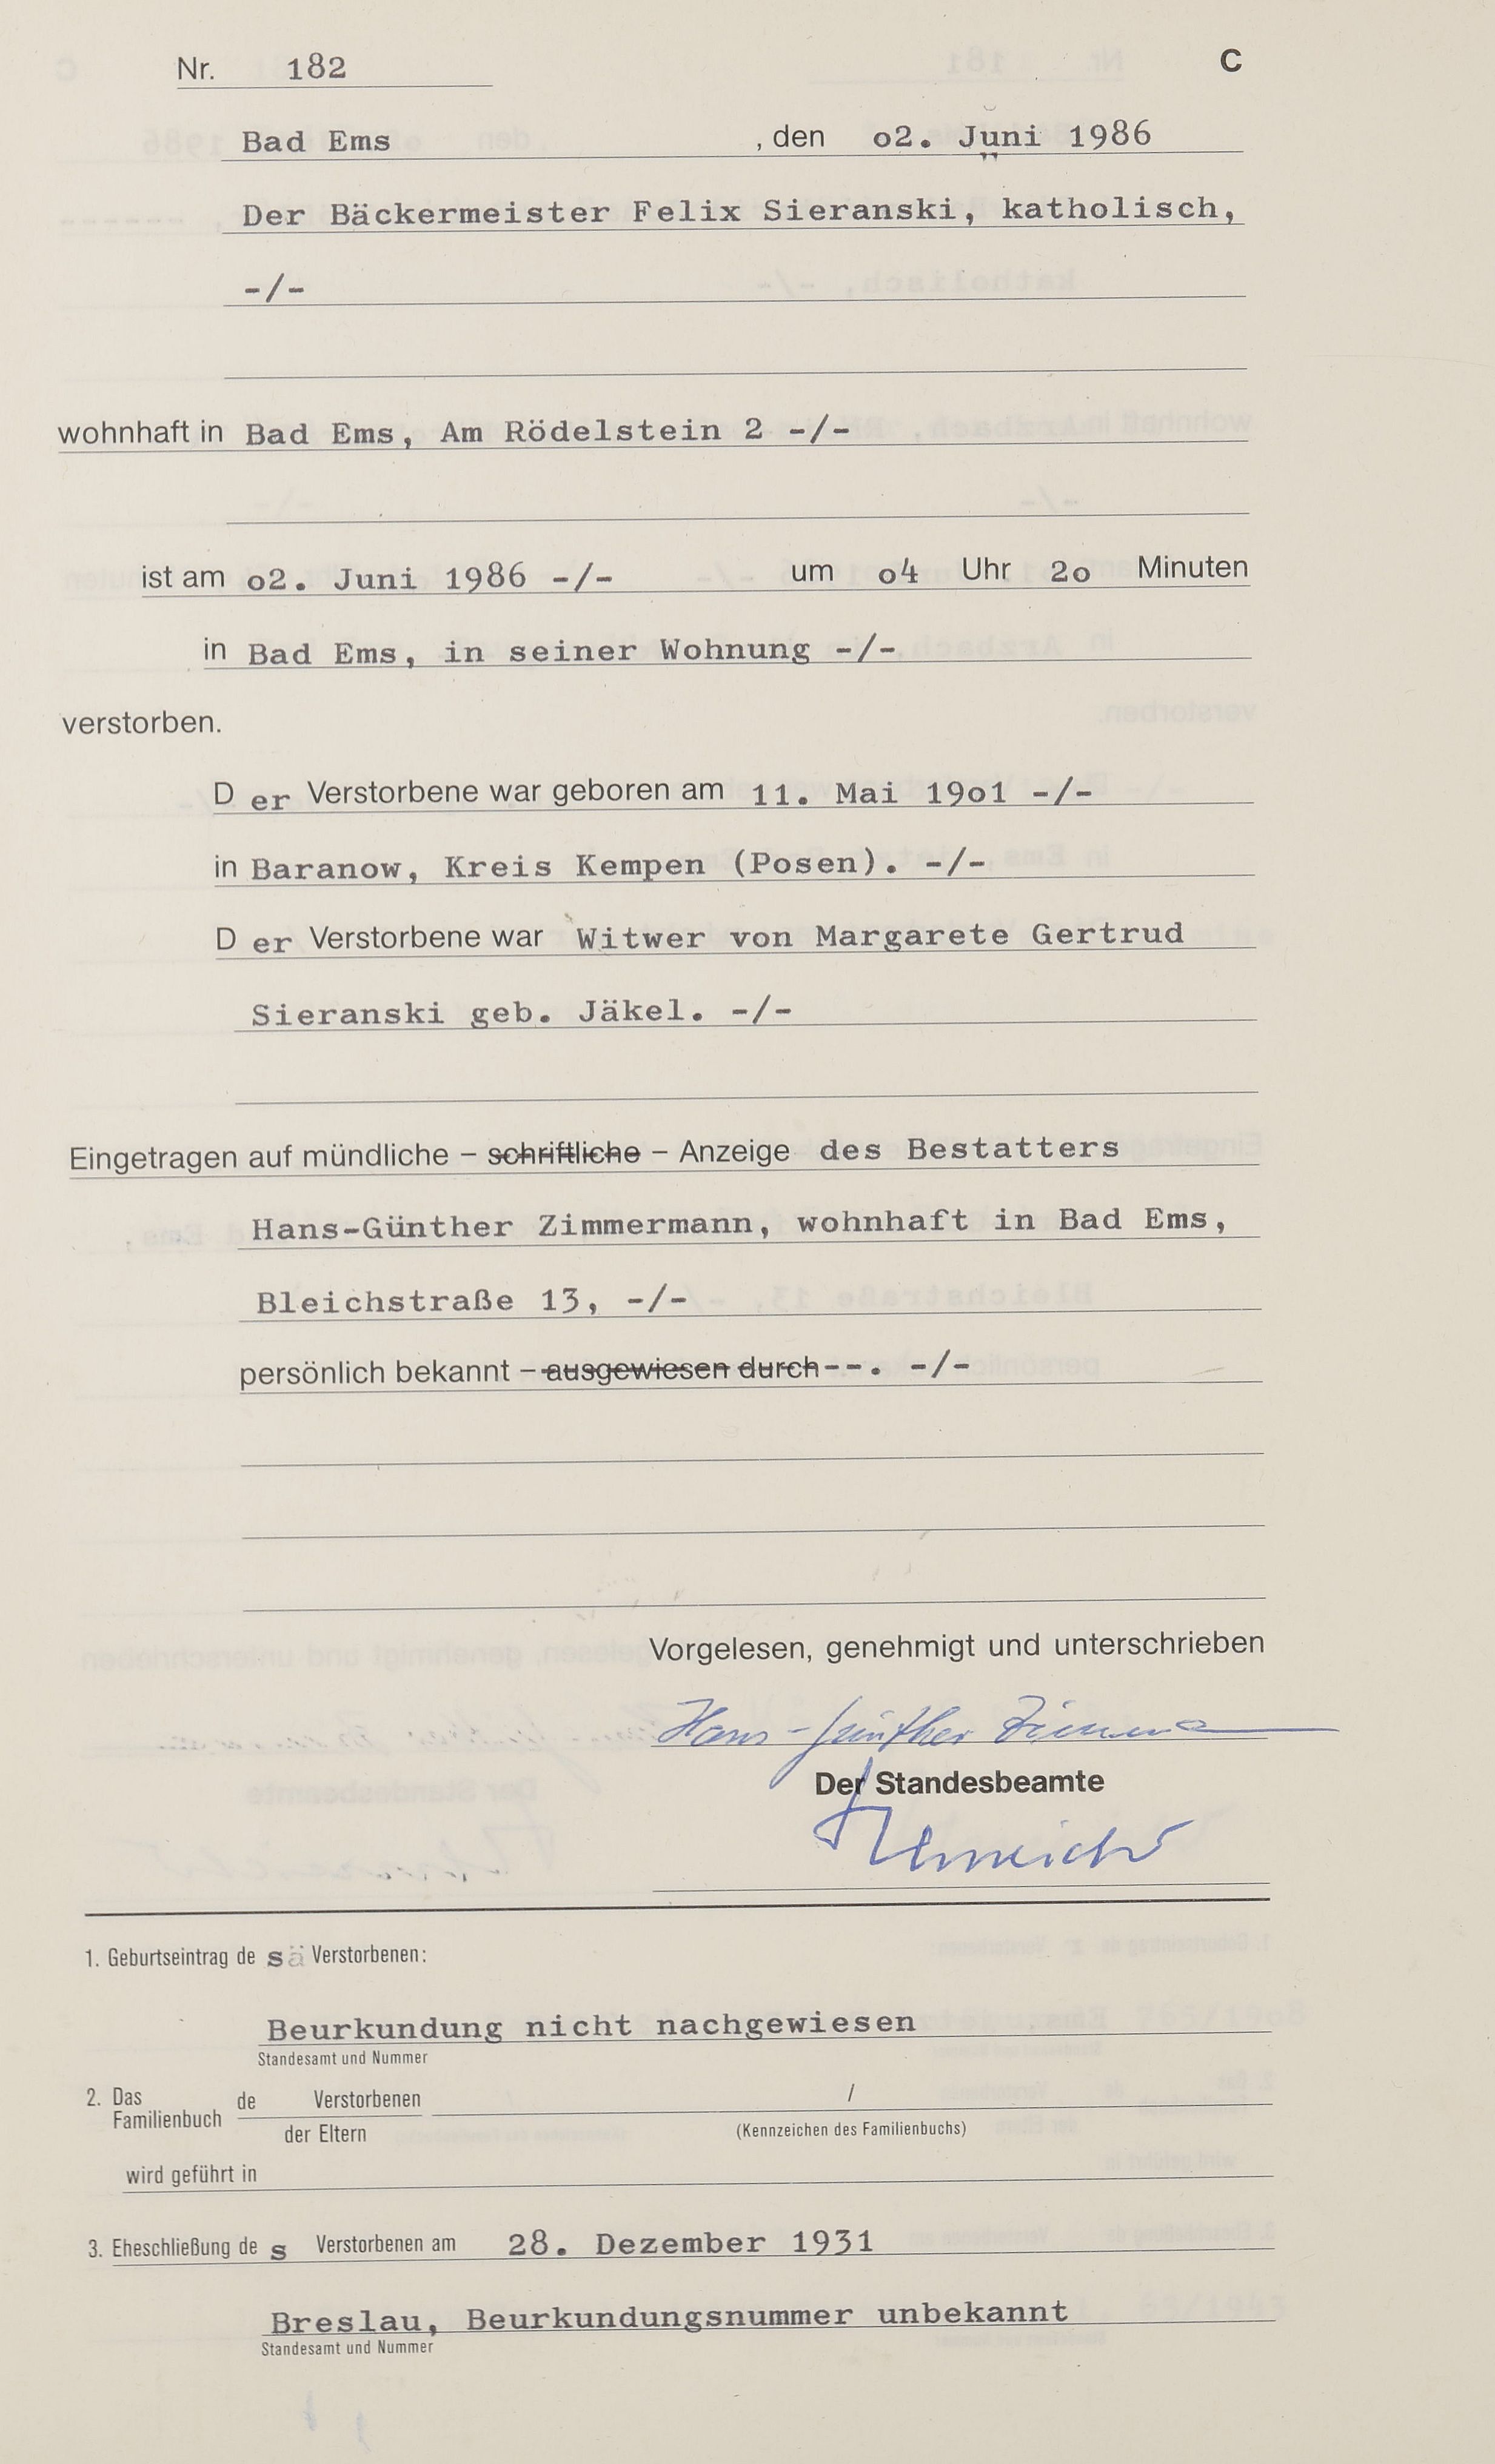 Nr. 182 C
Bad Ems , den o2. Juni 1986
Der Bäckermeister Felix Sieranski, katholisch,
-/-
wohnhaft in Bad Ems, Am Rödelstein 2 -/-
ist am o2. Juni 1986 -/- um o4 Uhr 2o Minuten
in Bad Ems, in seiner Wohnung -/-
verstorben.
D er Verstorbene war geboren am 11. Mai 19o1 -/-
in Baranow, Kreis Kempen (Posen). -/-
D er Verstorbene war Witwer von Margarete Gertrud
Sieranski geb. Jäkel. -/-
Eingetragen auf mündliche – schriftliche – Anzeige des Bestatters
Hans-Günther Zimmermann, wohnhaft in Bad Ems,
Bleichstraße 13, -/-
persönlich bekannt – ausgewiesen durch --. -/-
Vorgelesen, genehmigt und unterschrieben
Hans-Günther
Der Standesbeamte
1. Geburtseintrag de s Verstorbenen:
Beurkundung nicht nachgewiesen
Standesamt und Nummer
2. Das de Verstorbenen /
Familienbuch der Eltern (Kennzeichen des Familienbuchs)
wird geführt in
3. Eheschließung de s Verstorbenen am 28. Dezember 1931
Breslau, Beurkundungsnummer unbekannt
Standesamt und Nummer